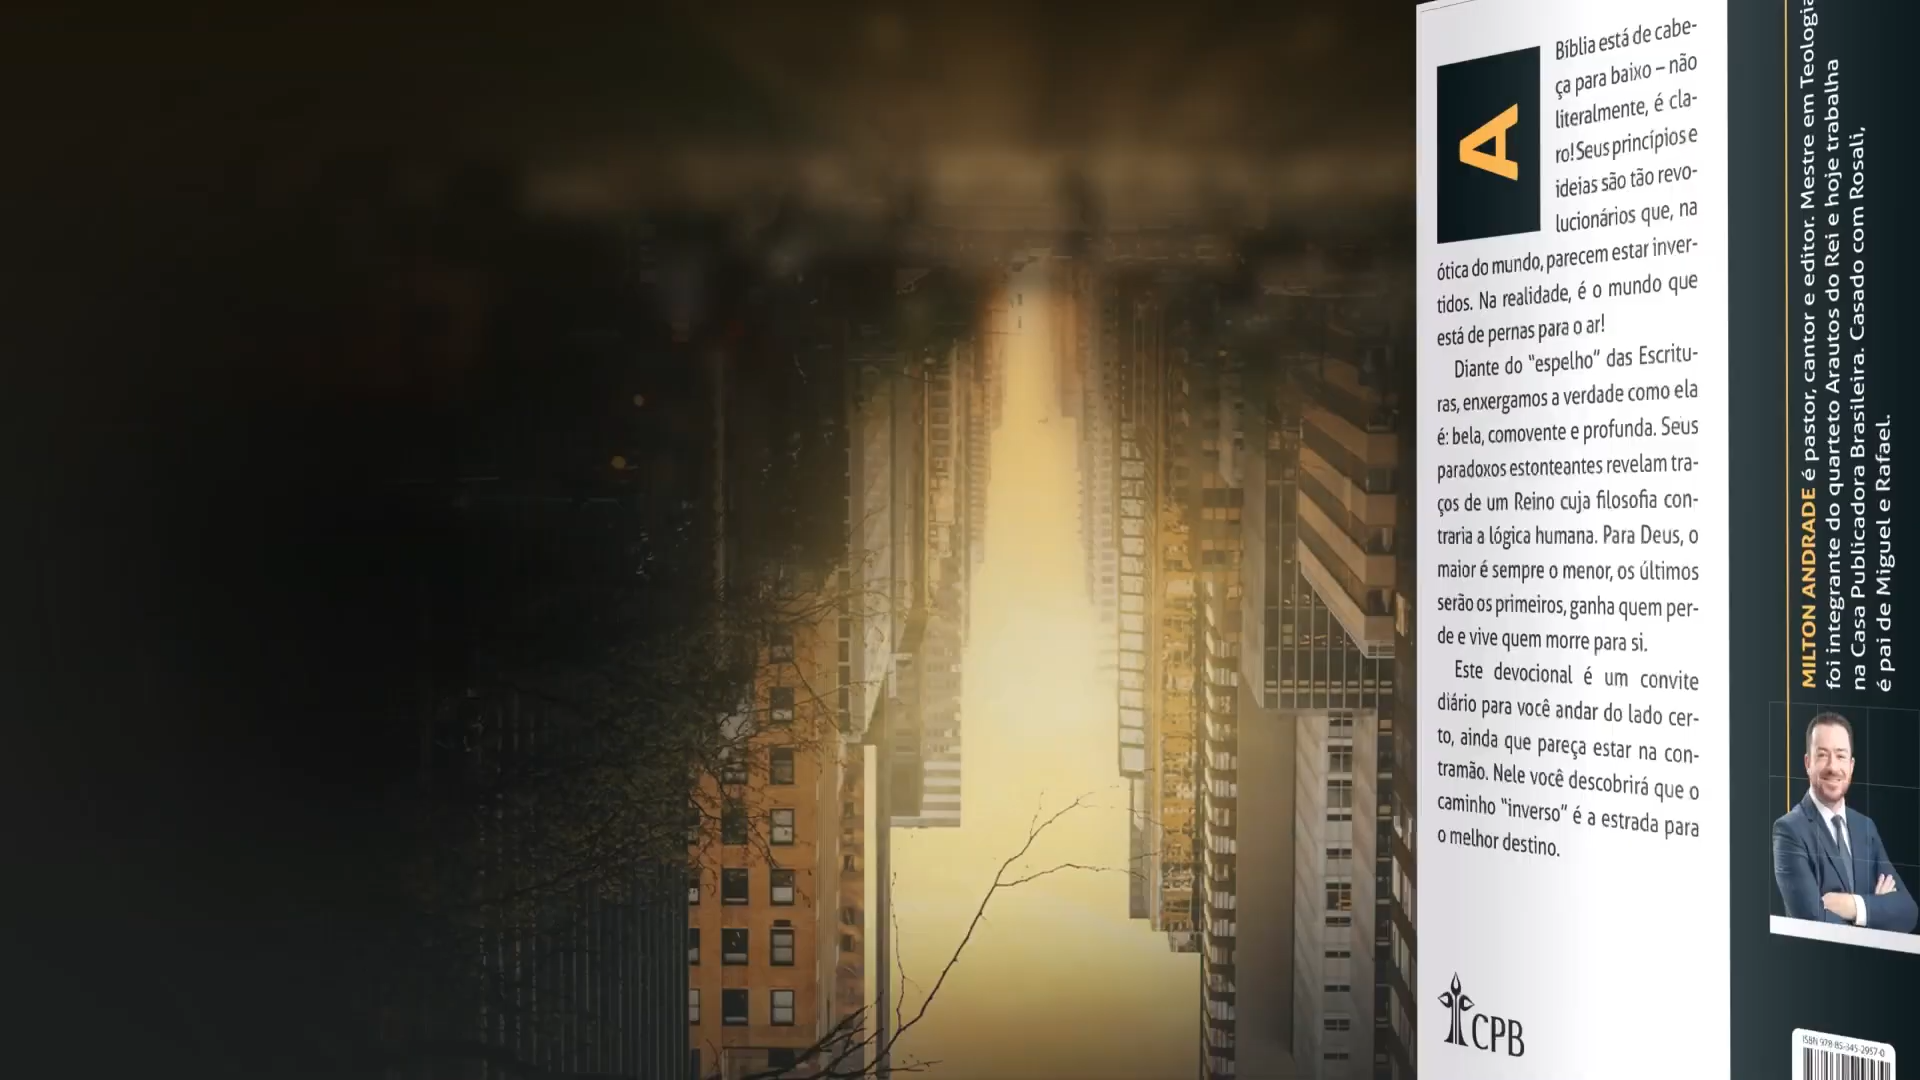 A
Bíblia está de cabe-
ça para baixo – não
literalmente, é cla-
ro! Seus princípios e
ideias são tão revo-
lucionários que, na
ótica do mundo, parecem estar inver-
tidos. Na realidade, é o mundo que
está de pernas para o ar!
Diante do “espelho” das Escritu-
ras, enxergamos a verdade como ela
é: bela, comovente e profunda. Seus
paradoxos estonteantes revelam tra-
ços de um Reino cuja filosofia con-
traria a lógica humana. Para Deus, o
maior é sempre o menor, os últimos
serão os primeiros, ganha quem per-
de e vive quem morre para si.
Este devocional é um convite
diário para você andar do lado cer-
to, ainda que pareça estar na con-
tramão. Nele você descobrirá que o
caminho “inverso” é a estrada para
o melhor destino.
CPB
MILTON ANDRADE é pastor, cantor e editor. Mestre em Teologia
foi integrante do quarteto Arautos do Rei e hoje trabalha
na Casa Publicadora Brasileira. Casado com Rosali,
é pai de Miguel e Rafael.
ISBN 978 85-345-2957-0